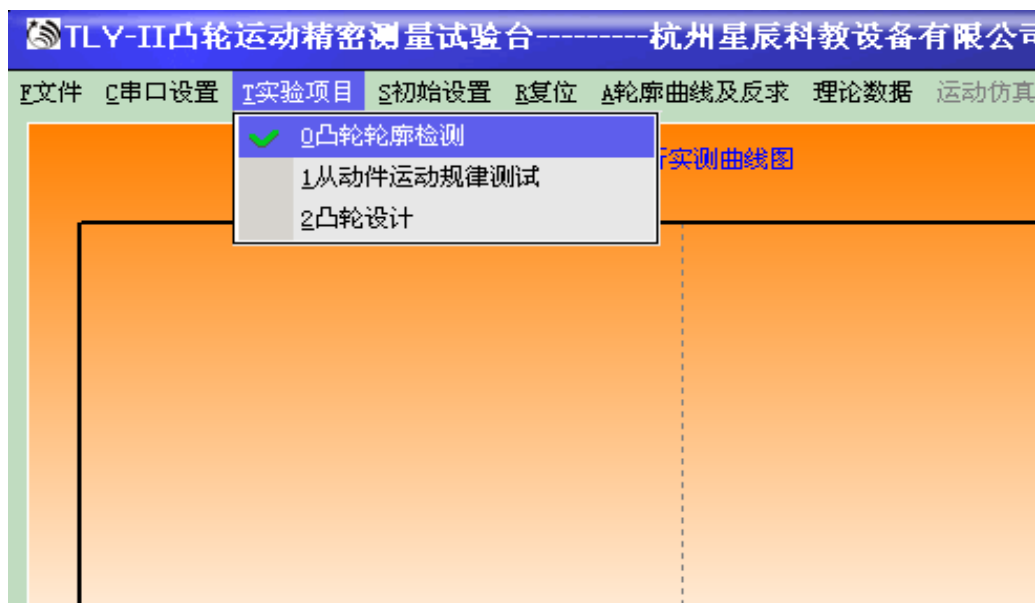 TLY-II凸轮运动精密测量试验台---------杭州星辰科教设备有限公司
F文件 C串口设置 T实验项目 S初始设置 R复位 A轮廓曲线及反求 理论数据 运动仿真
0凸轮轮廓检测
实测曲线图
1从动件运动规律测试
2凸轮设计